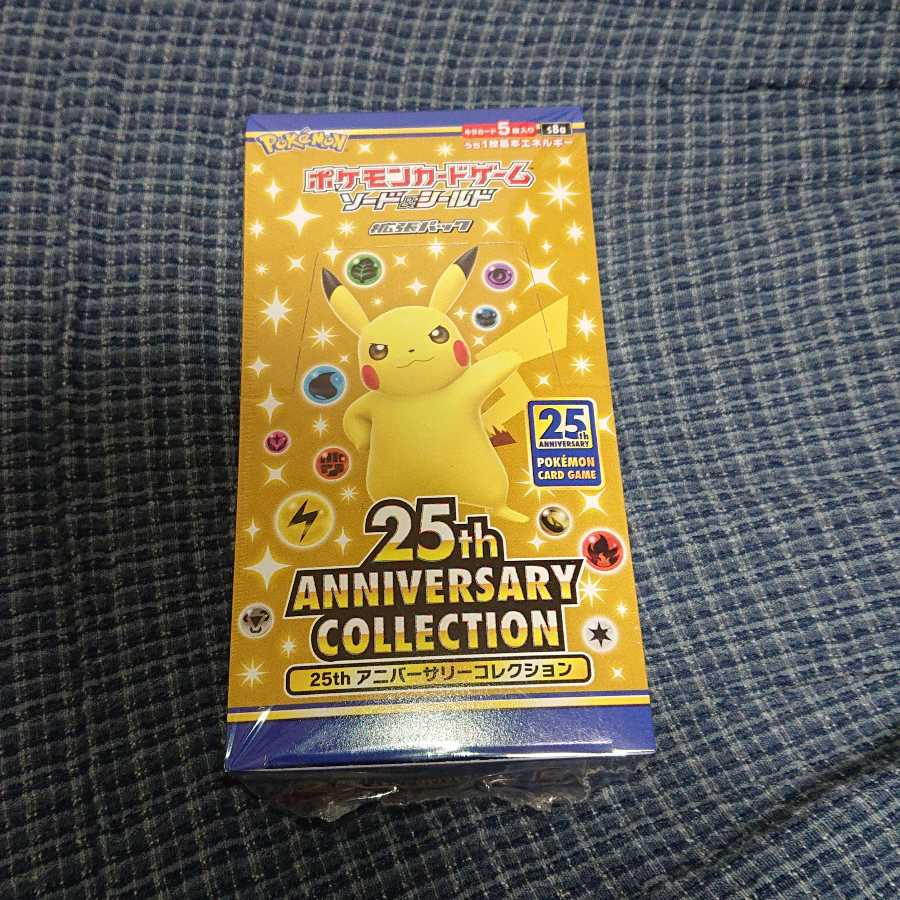 Pokémon
キラカード5枚入り S8a
うち1枚基本エネルギー
ポケモンカードゲーム
ソード&シールド
拡張パック
25th
ANNIVERSARY
POKÉMON
CARD GAME
25th
ANNIVERSARY
COLLECTION
25th アニバーサリーコレクション